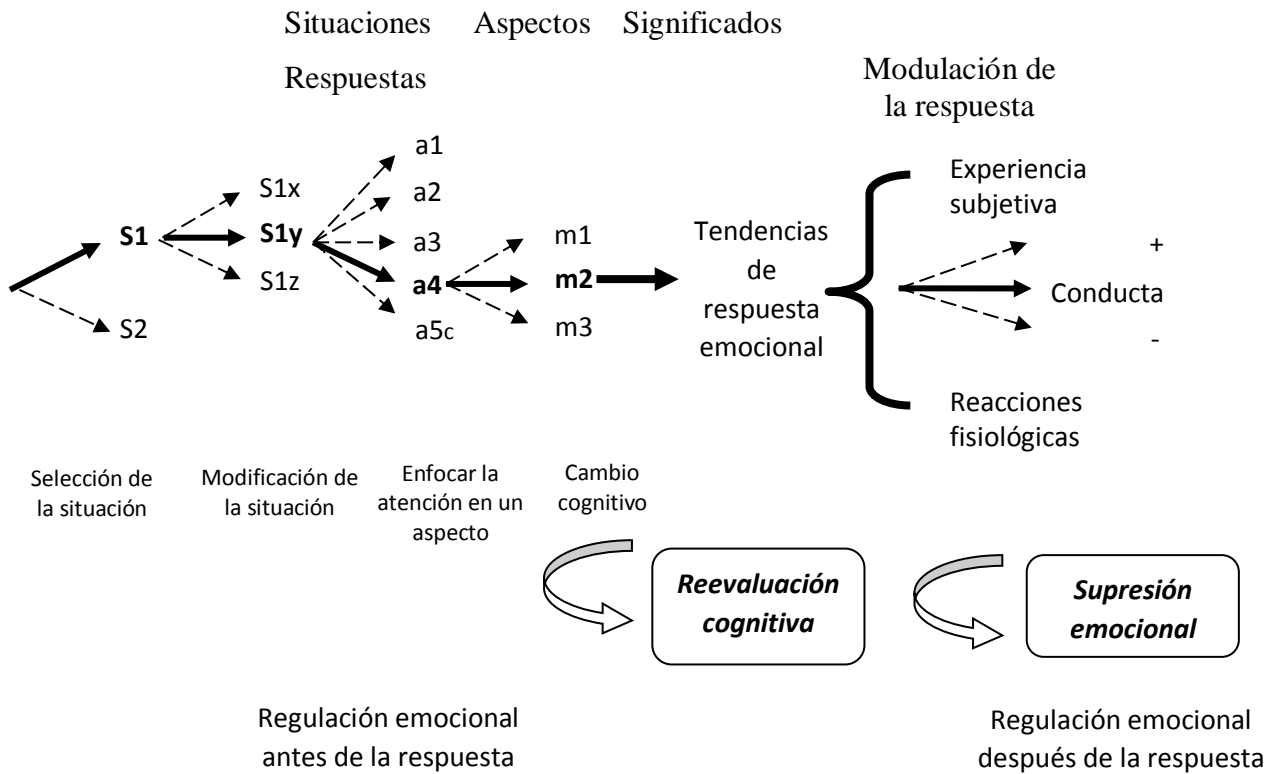 Situaciones Aspectos Significados
Respuestas
Modulación de
la respuesta
a1
a2
a3
a4
a5c
S1x
S1y
S1z
S1
S2
m1
m2
m3
Tendencias
de
respuesta
emocional
Experiencia
subjetiva
+
Conducta
-
Reacciones
fisiológicas
Selección de
la situación
Modificación de
la situación
Enfocar la
atención en un
aspecto
Cambio
cognitivo
Reevaluación
cognitiva
Supresión
emocional
Regulación emocional
antes de la respuesta
Regulación emocional
después de la respuesta